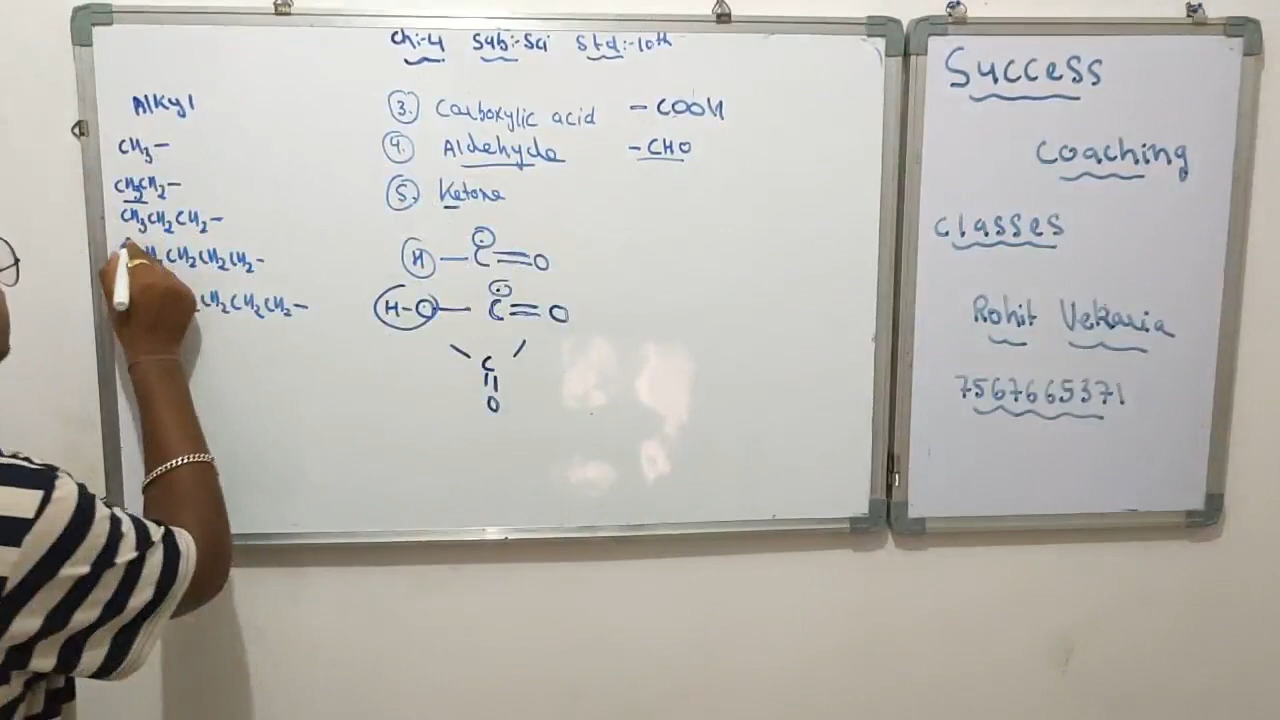 Ch:-4 Sub:-Sci Std:-10th
Alkyl
CH3-
CH3CH2-
CH3CH2CH2-
CH2CH2CH2-
CH2CH2CH2-
3. Carboxylic acid -COOH
4. Aldehyde -CHO
5. Ketone
H-C=O
H-O-C=O
C
O
Success
Coaching
Classes
Rohit Vekaria
7567665371